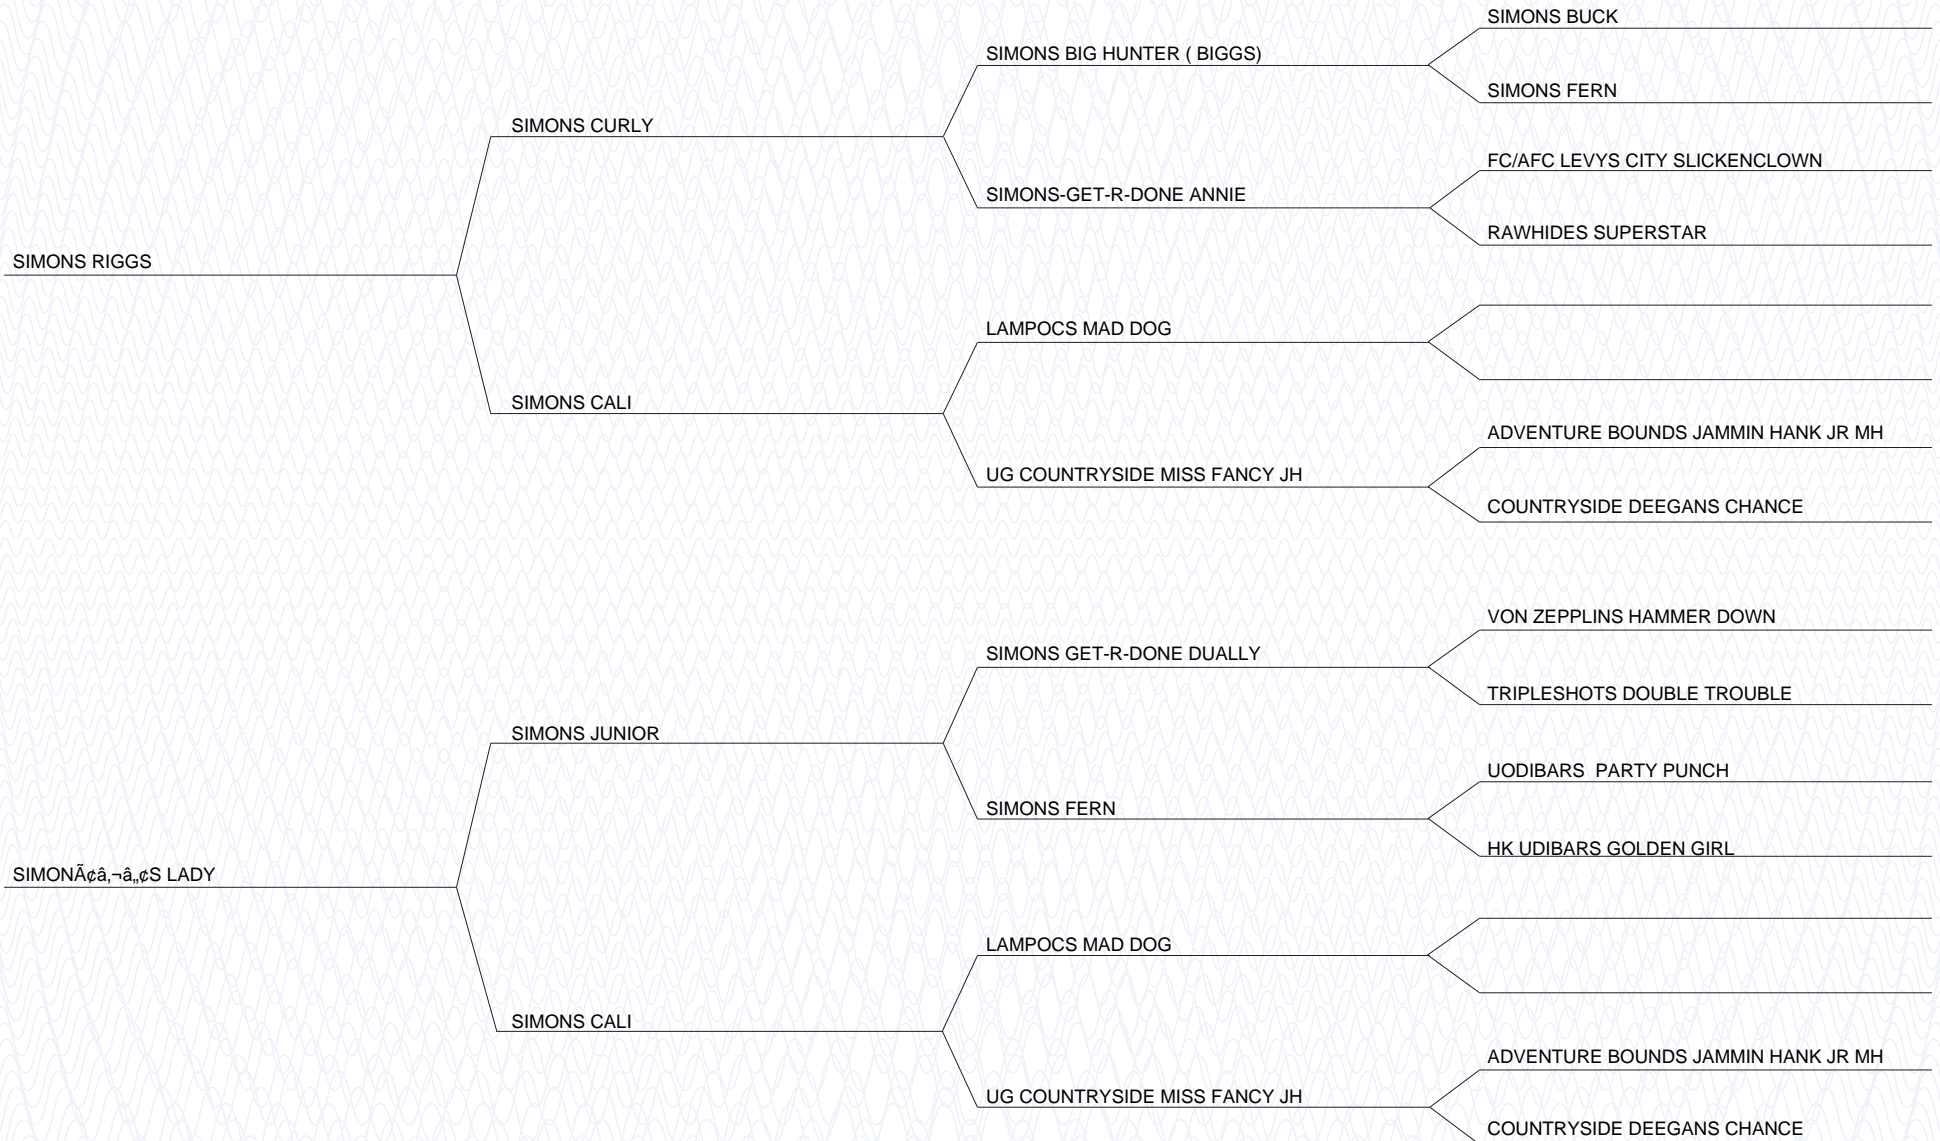 SIMONS BUCK
SIMONS BIG HUNTER ( BIGGS)
SIMONS FERN
SIMONS CURLY
FC/AFC LEVYS CITY SLICKENCLOWN
SIMONS-GET-R-DONE ANNIE
RAWHIDES SUPERSTAR
SIMONS RIGGS
LAMPOCS MAD DOG
SIMONS CALI
ADVENTURE BOUNDS JAMMIN HANK JR MH
UG COUNTRYSIDE MISS FANCY JH
COUNTRYSIDE DEEGANS CHANCE
VON ZEPPLINS HAMMER DOWN
SIMONS GET-R-DONE DUALLY
TRIPLESHOTS DOUBLE TROUBLE
SIMONS JUNIOR
UODIBARS  PARTY PUNCH
SIMONS FERN
HK UDIBARS GOLDEN GIRL
SIMONÃ¢â‚¬â„¢S LADY
LAMPOCS MAD DOG
SIMONS CALI
ADVENTURE BOUNDS JAMMIN HANK JR MH
UG COUNTRYSIDE MISS FANCY JH
COUNTRYSIDE DEEGANS CHANCE